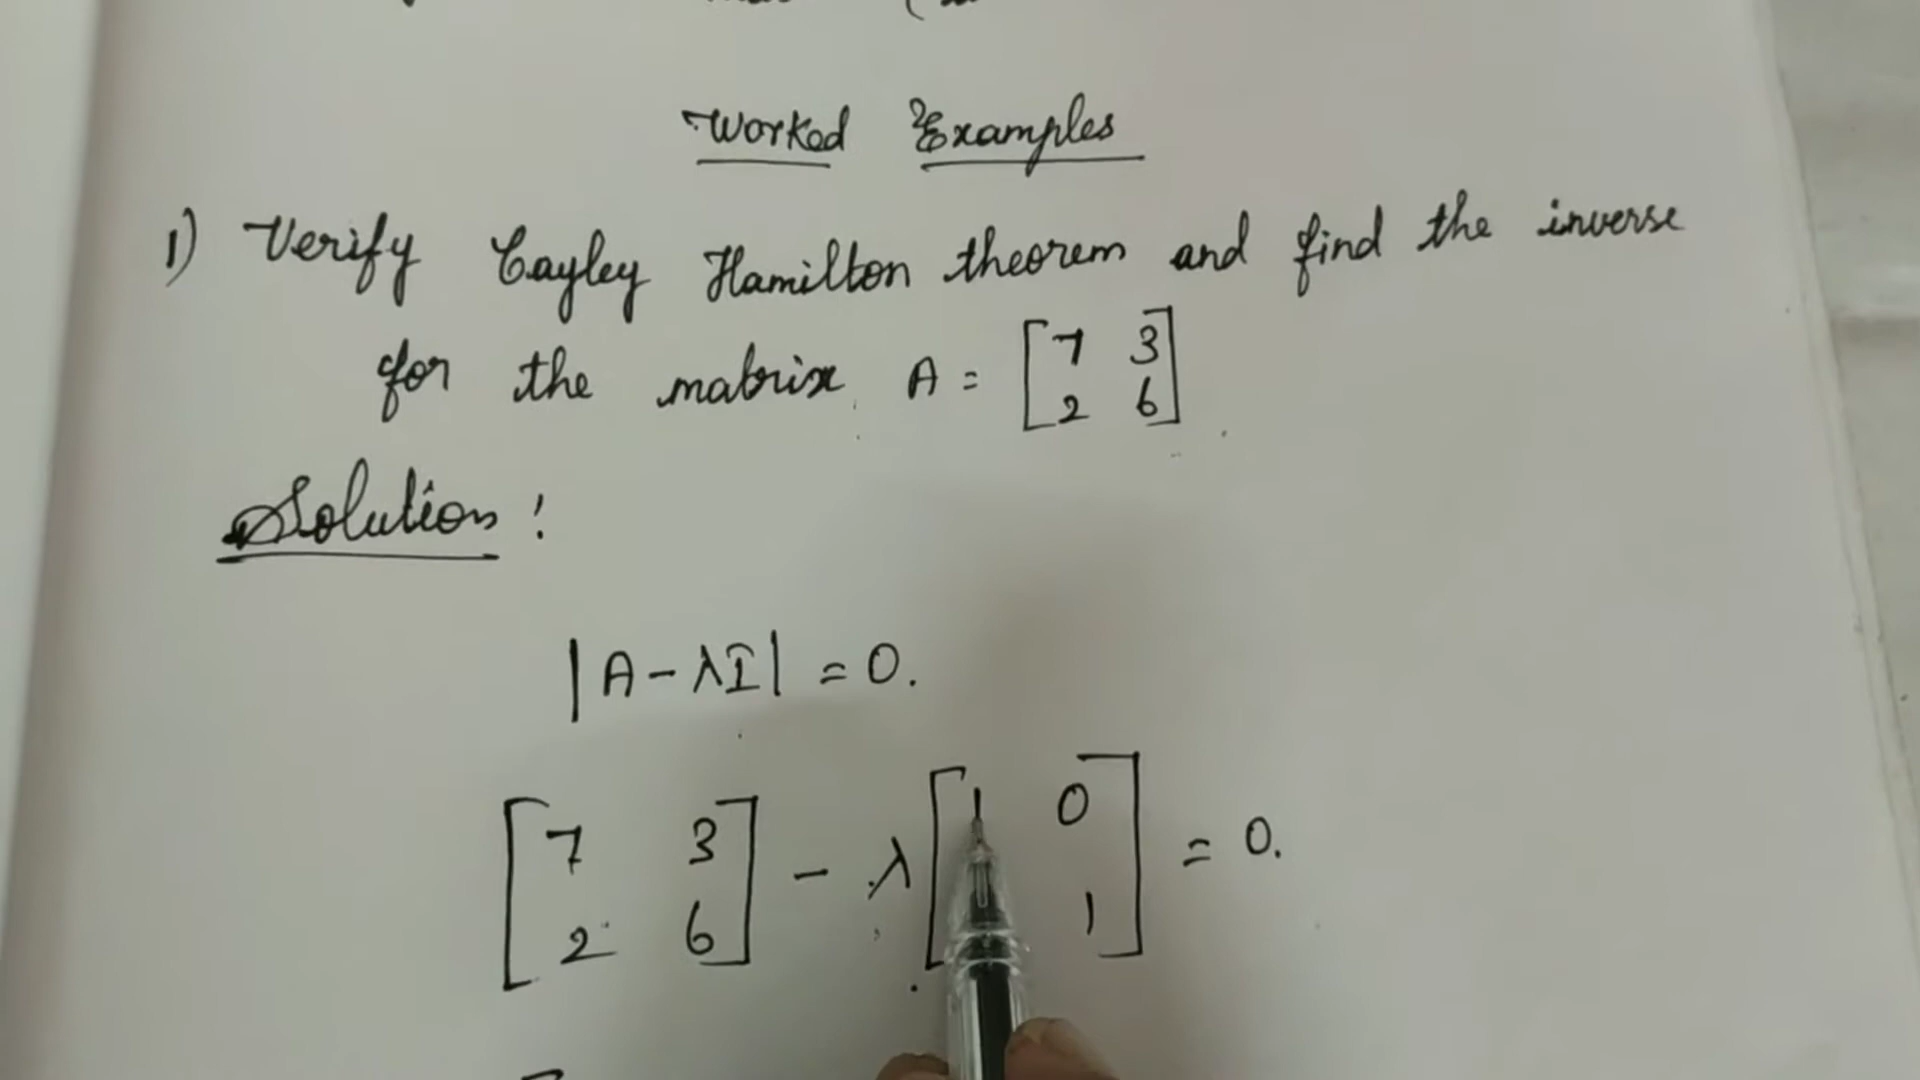 Worked Examples
1) Verify Cayley Hamilton theorem and find the inverse
for the matrix A = [7 3
2 6]
Solution:
|A-λI| = 0.
[7 3 - λ [1 0 = 0.
2 6] 1]